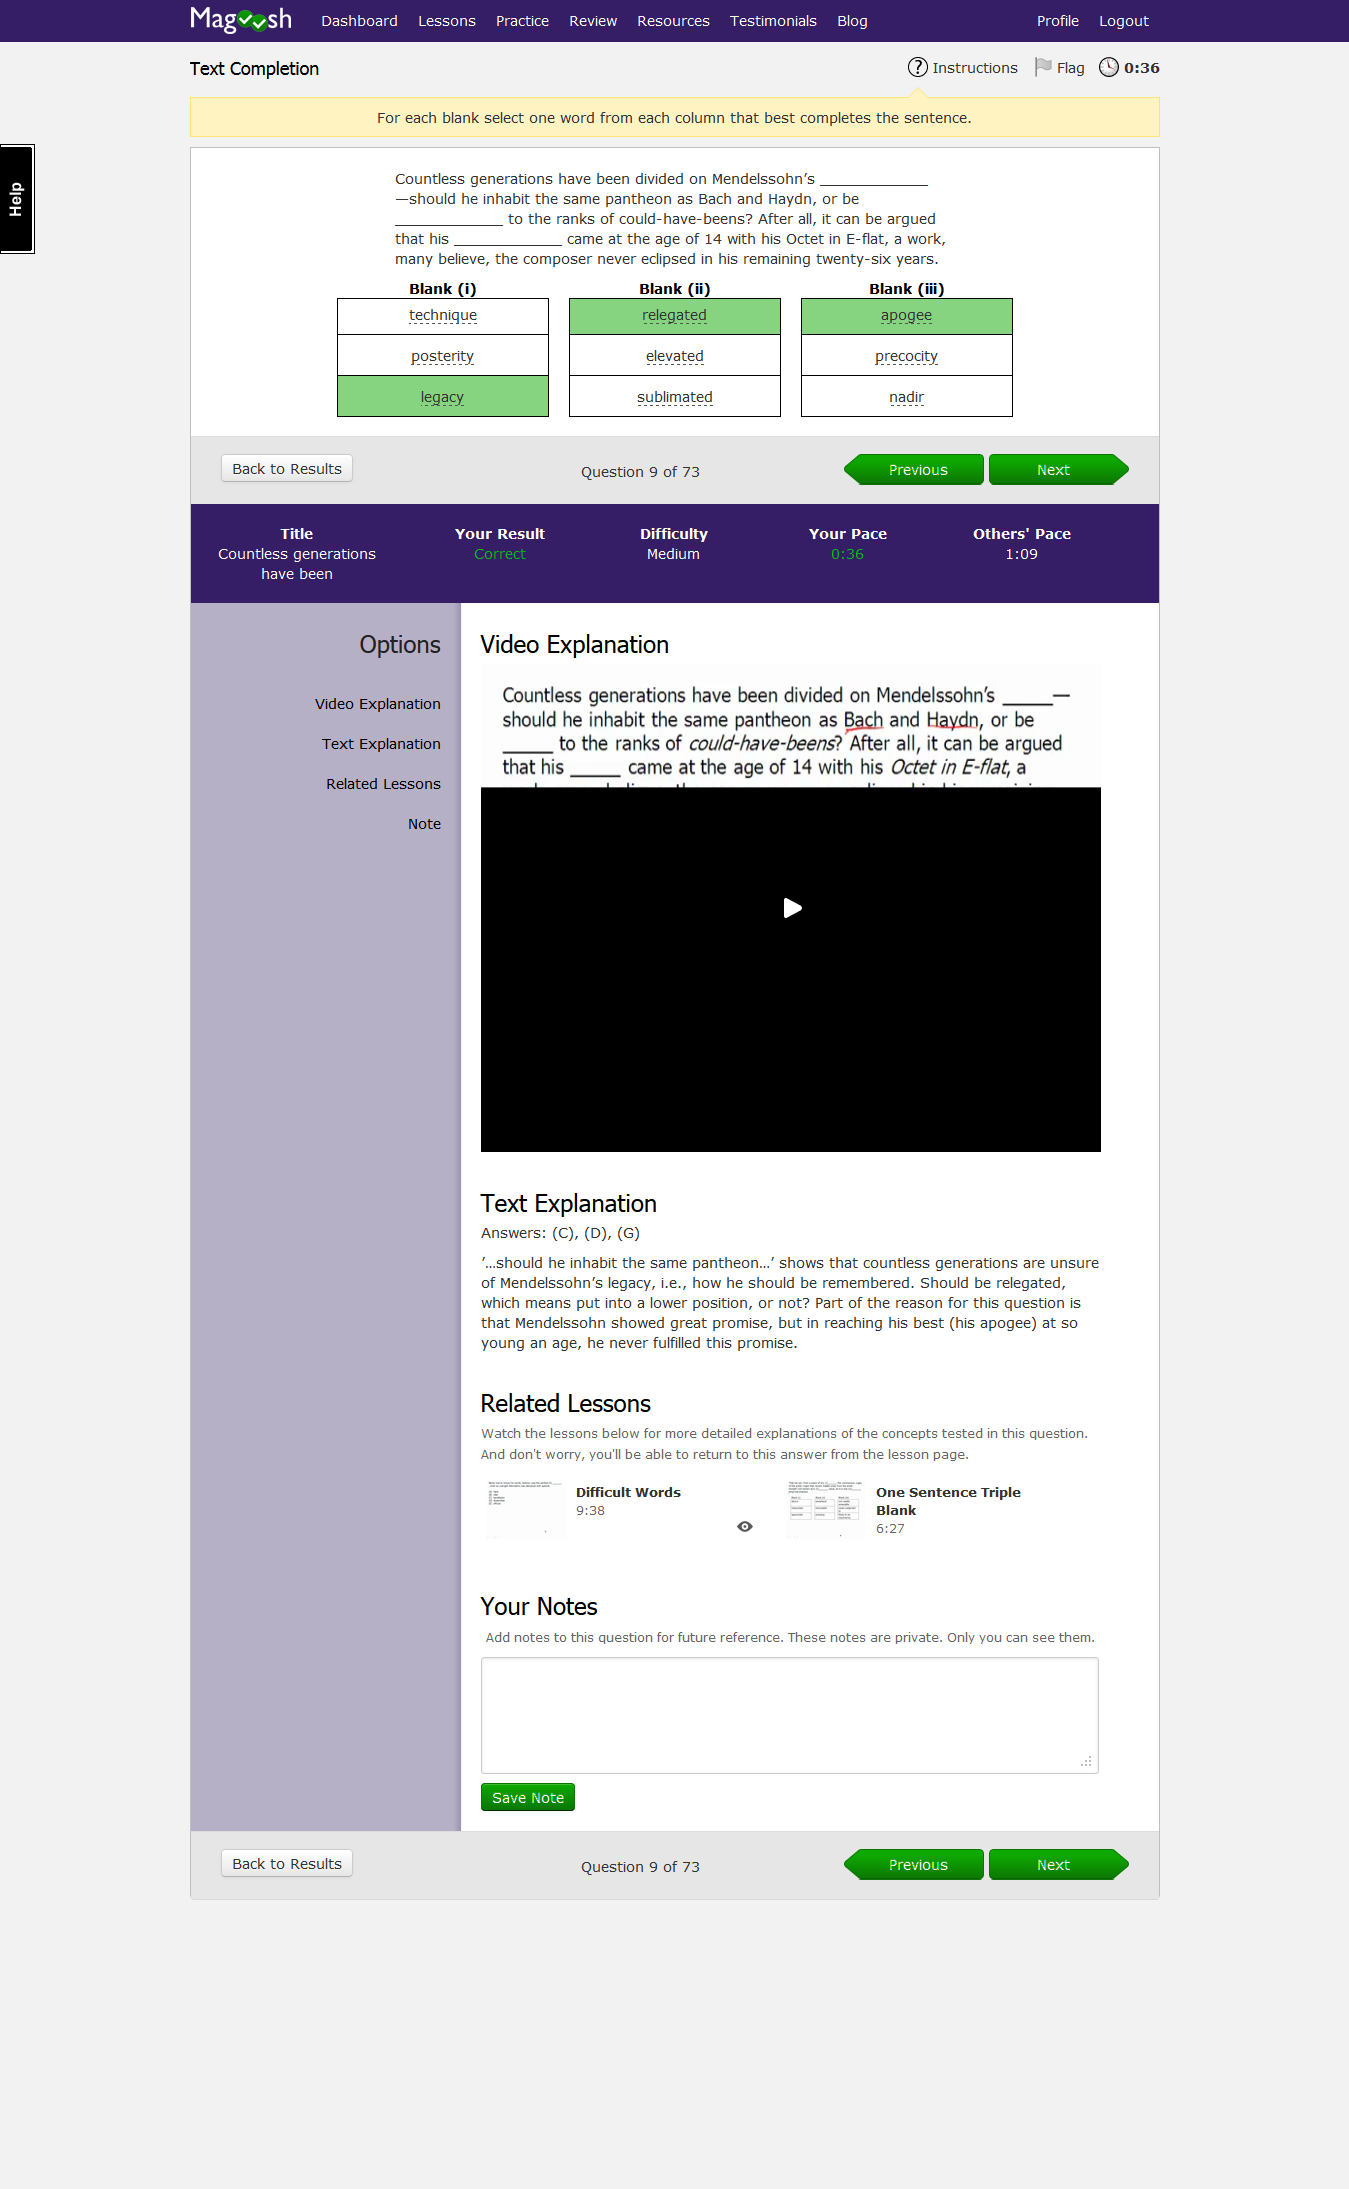 Magoosh Dashboard Lessons Practice Review Resources Testimonials Blog Profile Logout
Text Completion
Instructions Flag 0:36
For each blank select one word from each column that best completes the sentence.
Help
Countless generations have been divided on Mendelssohn’s _____________
—should he inhabit the same pantheon as Bach and Haydn, or be
_____________ to the ranks of could-have-beens? After all, it can be argued
that his _____________ came at the age of 14 with his Octet in E-flat, a work,
many believe, the composer never eclipsed in his remaining twenty-six years.
Blank (i) Blank (ii) Blank (iii)
technique relegated apogee
posterity elevated precocity
legacy sublimated nadir
Back to Results Question 9 of 73 Previous Next
Title Your Result Difficulty Your Pace Others' Pace
Countless generations Correct Medium 0:36 1:09
have been
Options
Video Explanation
Text Explanation
Related Lessons
Note
Video Explanation
Countless generations have been divided on Mendelssohn’s _____—
should he inhabit the same pantheon as Bach and Haydn, or be
_____ to the ranks of could-have-beens? After all, it can be argued
that his _____ came at the age of 14 with his Octet in E-flat, a
Text Explanation
Answers: (C), (D), (G)
’...should he inhabit the same pantheon...’ shows that countless generations are unsure
of Mendelssohn’s legacy, i.e., how he should be remembered. Should be relegated,
which means put into a lower position, or not? Part of the reason for this question is
that Mendelssohn showed great promise, but in reaching his best (his apogee) at so
young an age, he never fulfilled this promise.
Related Lessons
Watch the lessons below for more detailed explanations of the concepts tested in this question.
And don't worry, you'll be able to return to this answer from the lesson page.
Difficult Words
9:38
One Sentence Triple
Blank
6:27
Your Notes
Add notes to this question for future reference. These notes are private. Only you can see them.
Save Note
Back to Results Question 9 of 73 Previous Next